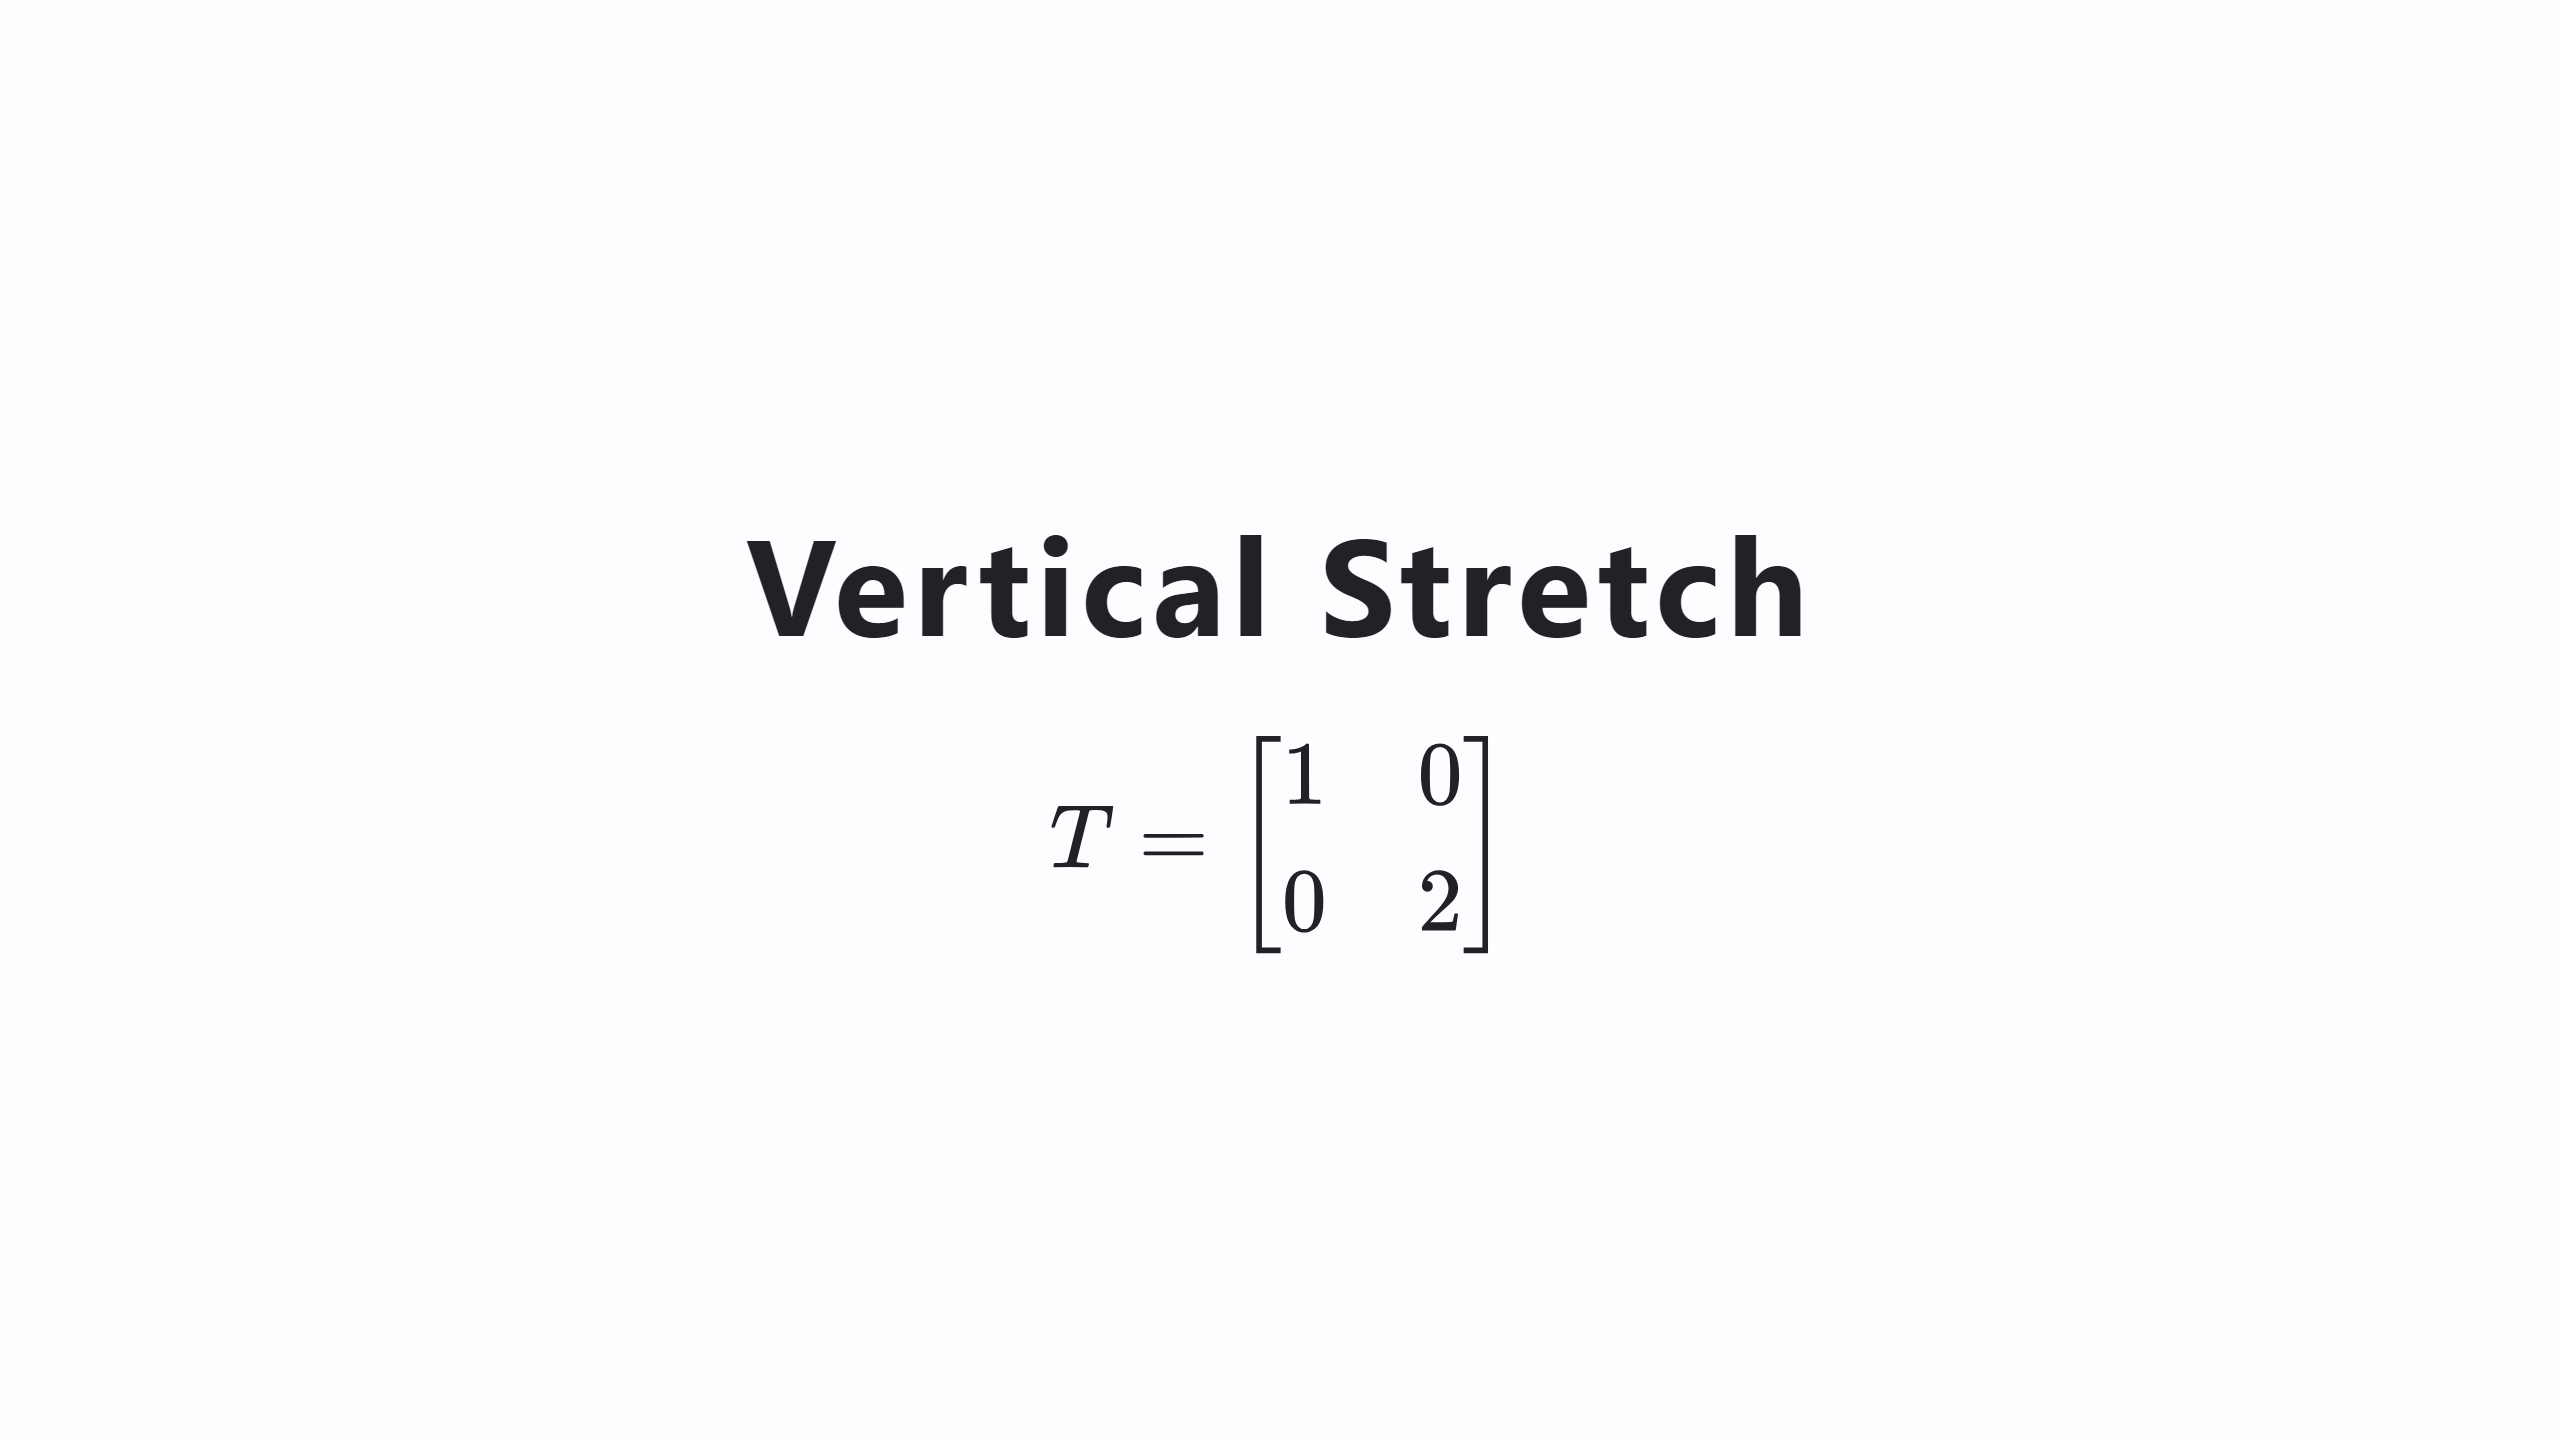 Vertical Stretch
T = [1 0
0 2]